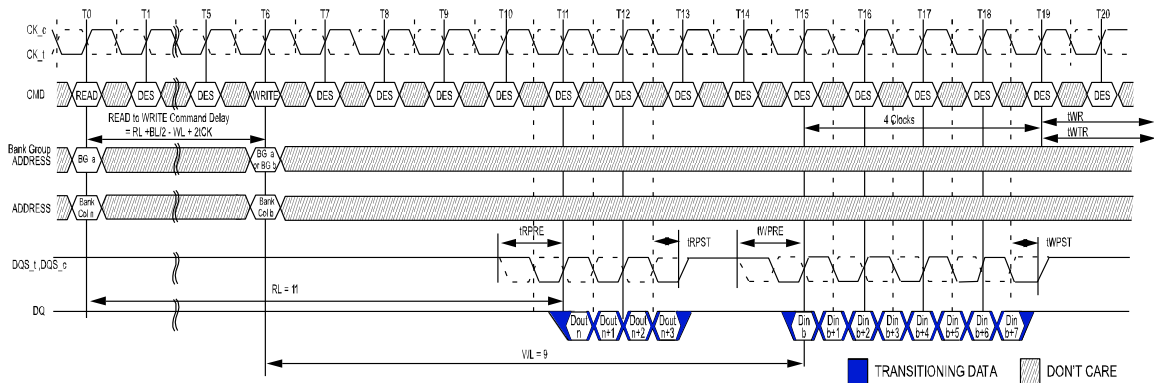 T0 T1 T5 T6 T7 T8 T9 T10 T11 T12 T13 T14 T15 T16 T17 T18 T19 T20
CK_c
CK_t
CMD READ DES DES WRITE DES DES DES DES DES DES DES DES DES DES DES DES DES DES
READ to WRITE Command Delay
= RL +BL/2 - WL + 2tCK
4 Clocks
tWR
tWTR
Bank Group
ADDRESS
BG a
BG a
or BG b
ADDRESS
Bank
Col n
Bank
Col b
tRPRE tRPST tWPRE tWPST
DQS_t ,DQS_c
RL = 11
DQ
Dout
n
Dout
n+1
Dout
n+2
Dout
n+3
Din
b
Din
b+1
Din
b+2
Din
b+3
Din
b+4
Din
b+5
Din
b+6
Din
b+7
WL = 9
TRANSITIONING DATA DON'T CARE